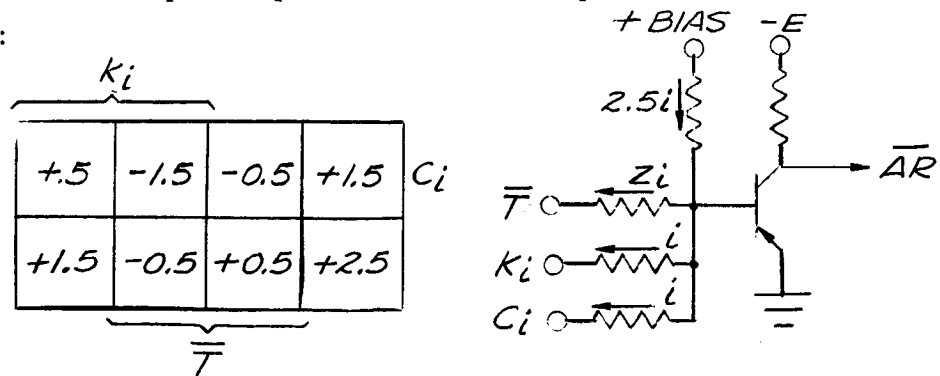 :
Ki
+.5 -1.5 -0.5 +1.5 Ci
+1.5 -0.5 +0.5 +2.5
T̅
+ BIAS -E
2.5i
A̅R̅
T̅ 2i
Ki i
Ci i